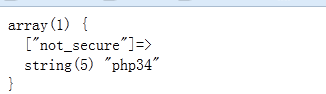 array(1) {
  ["not_secure"]=>
  string(5) "php34"
}